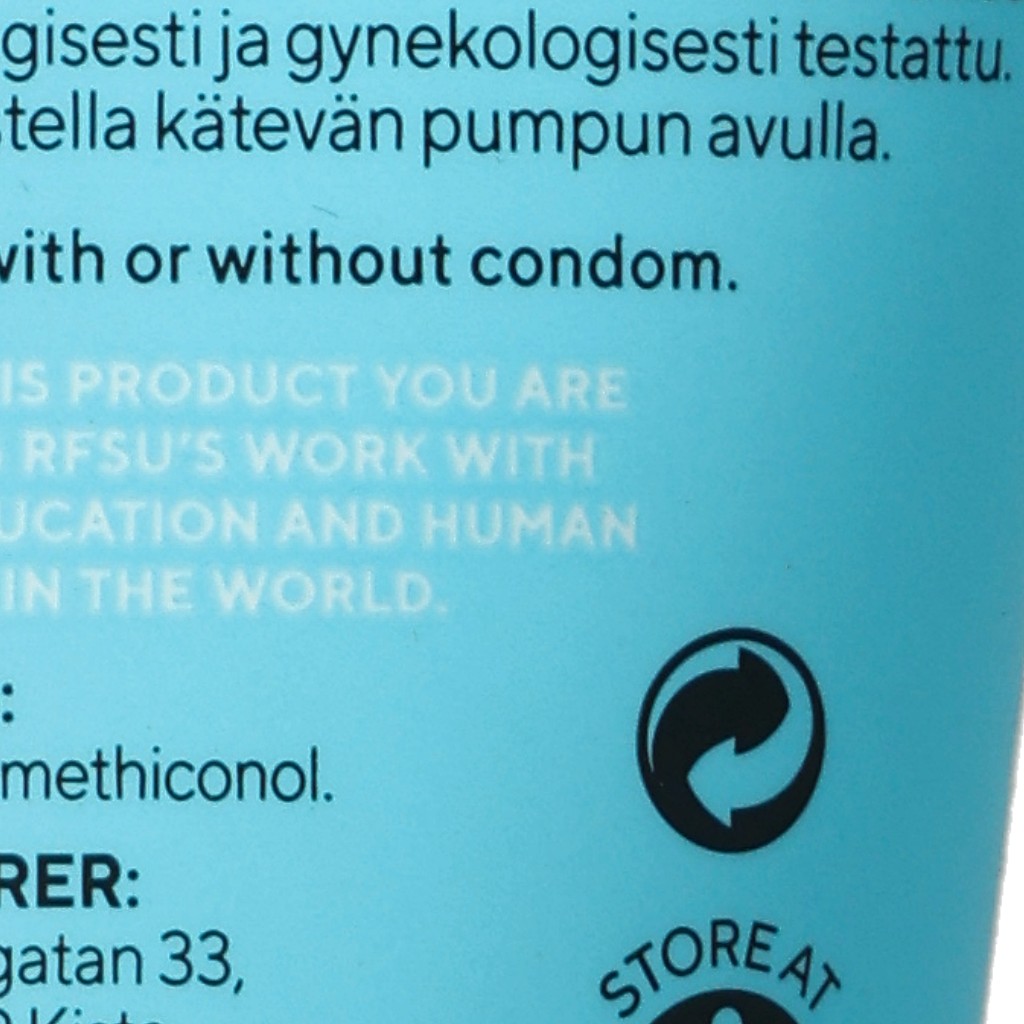 gisesti ja gynekologisesti testattu.
tella kätevän pumpun avulla.
with or without condom.
IS PRODUCT YOU ARE
RFSU'S WORK WITH
UCATION AND HUMAN
IN THE WORLD.
:
methiconol.
RER:
gatan 33,
STORE AT